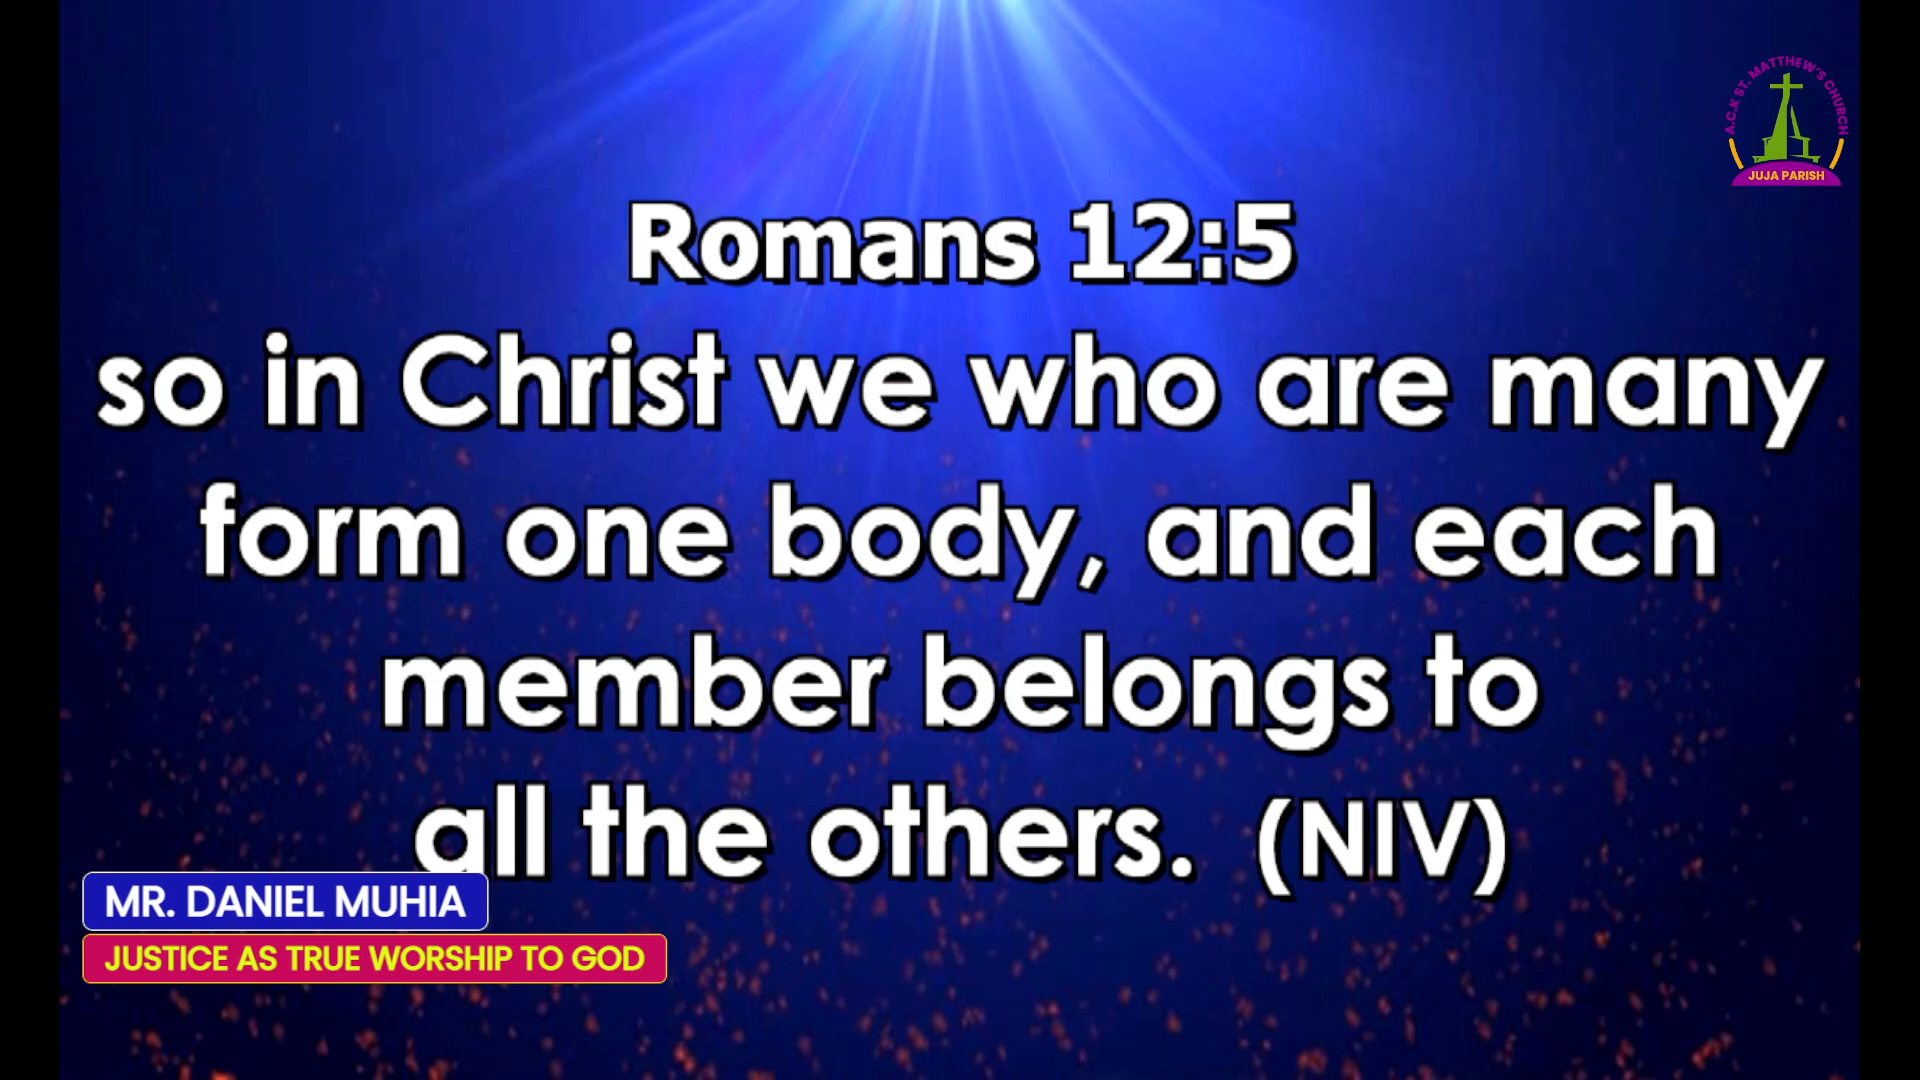 A.C.K ST. MATTHEW'S CHURCH
JUJA PARISH
Romans 12:5
so in Christ we who are many
form one body, and each
member belongs to
all the others. (NIV)
MR. DANIEL MUHIA
JUSTICE AS TRUE WORSHIP TO GOD